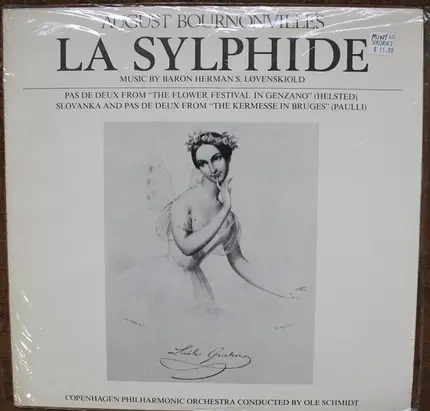 AUGUST BOURNONVILLE'S
LA SYLPHIDE
MUSIC BY BARON HERMAN S. LØVENSKIOLD
PAS DE DEUX FROM "THE FLOWER FESTIVAL IN GENZANO" (HELSTED)
SLOVANKA AND PAS DE DEUX FROM "THE KERMESSE IN BRUGES" (PAULLI)
MINT
$ 11.99
Lucile Grahn
COPENHAGEN PHILHARMONIC ORCHESTRA CONDUCTED BY OLE SCHMIDT